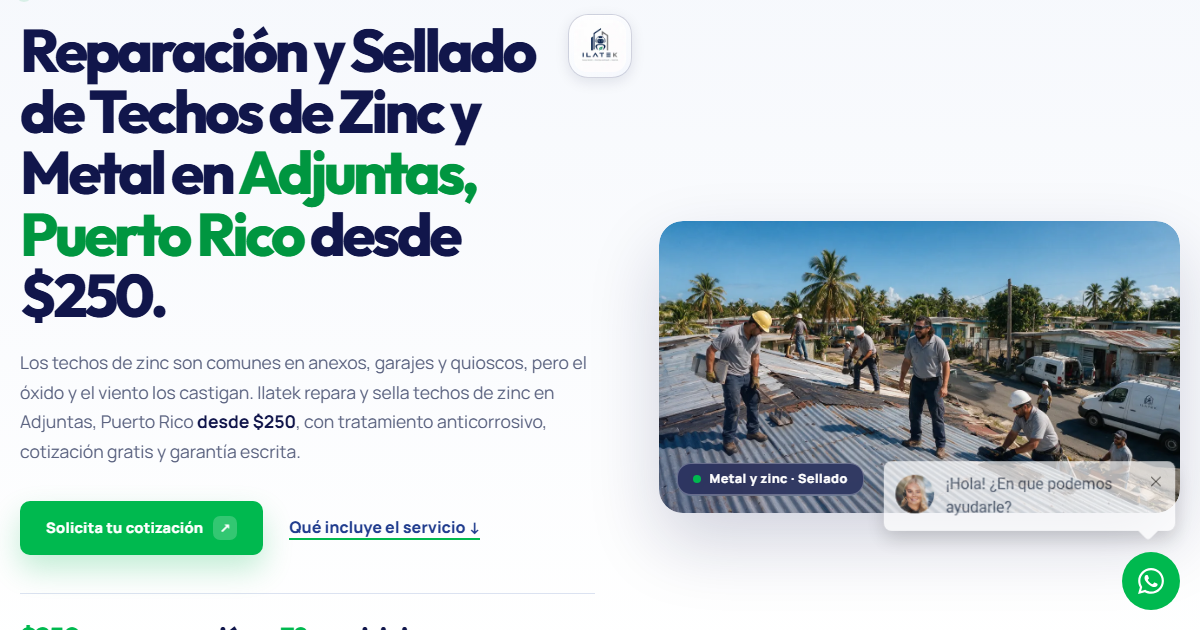 Reparación y Sellado
de Techos de Zinc y
Metal en Adjuntas,
Puerto Rico desde
$250.
ILATEK
Los techos de zinc son comunes en anexos, garajes y quioscos, pero el
óxido y el viento los castigan. Ilatek repara y sella techos de zinc en
Adjuntas, Puerto Rico desde $250, con tratamiento anticorrosivo,
cotización gratis y garantía escrita.
Solicita tu cotización ↗
Qué incluye el servicio ↓
Metal y zinc · Sellado
¡Hola! ¿En que podemos
ayudarle?